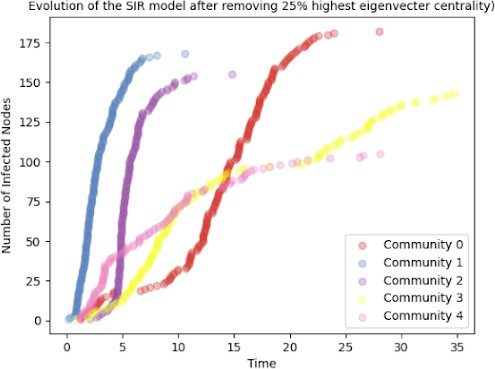 Evolution of the SIR model after removing 25% highest eigenvecter centrality)
Number of Infected Nodes
175
150
125
100
75
50
25
0
Community 0
Community 1
Community 2
Community 3
Community 4
0 5 10 15 20 25 30 35
Time